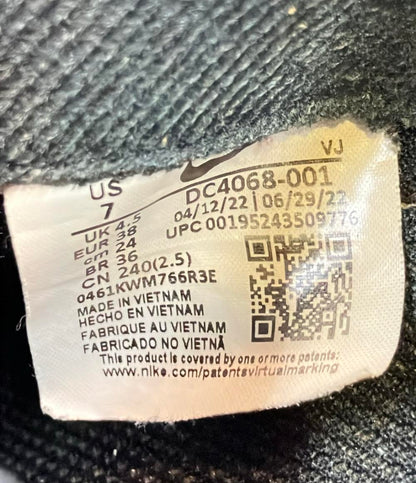 VJ
US
7
DC4068-001
04/12/22 | 06/29/22
UPC 00195243509776
UK 4.5
EUR 38
cm 24
BR 36
CN 240(2.5)
0461KWM766R3E
MADE IN VIETNAM
HECHO EN VIETNAM
FABRIQUE AU VIETNAM
FABRICADO NO VIETNÃ
This product is covered by one or more patents:
www.nike.com/patentsvirtualmarking